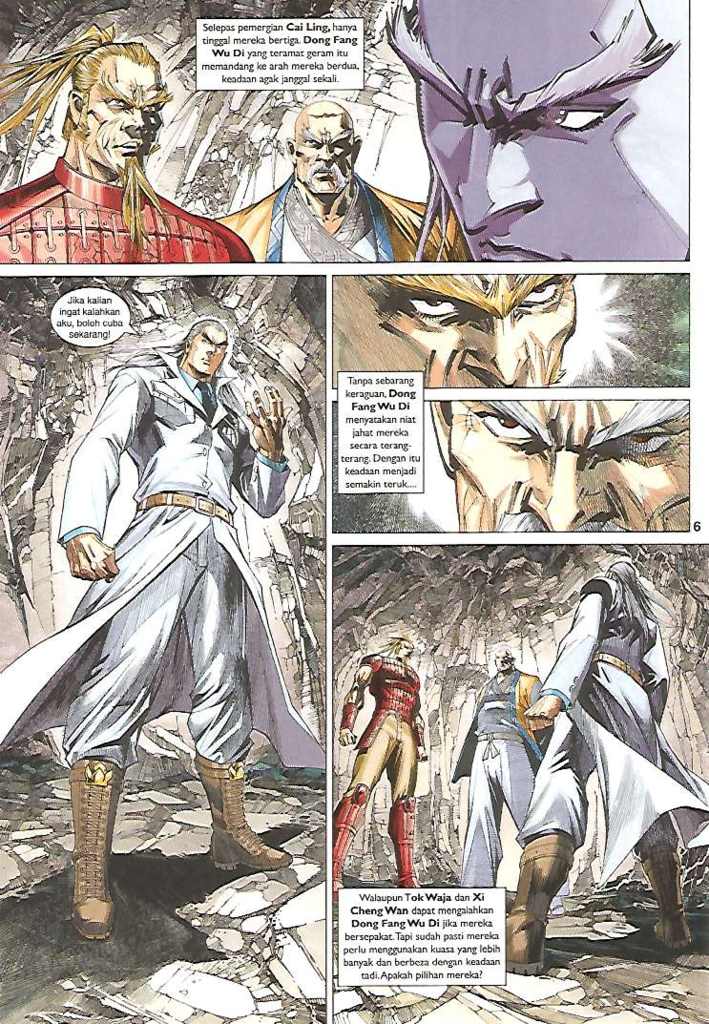 Selepas pemergian Cai Ling, hanya
tinggal mereka bertiga. Dong Fang
Wu Di yang teramat geram itu
memandang ke arah mereka berdua,
keadaan agak janggal sekali.
Jika kalian
ingat kalahkan
aku, boleh cuba
sekarang!
Tanpa sebarang
keraguan, Dong
Fang Wu Di
menyatakan niat
jahat mereka
secara terang-
terang. Dengan itu
keadaan menjadi
semakin teruk....
6
Walaupun Tok Waja dan Xi
Cheng Wan dapat mengalahkan
Dong Fang Wu Di jika mereka
bersepakat. Tapi sudah pasti mereka
perlu menggunakan kuasa yang lebih
banyak dan berbeza dengan keadaan
tadi. Apakah pilihan mereka?